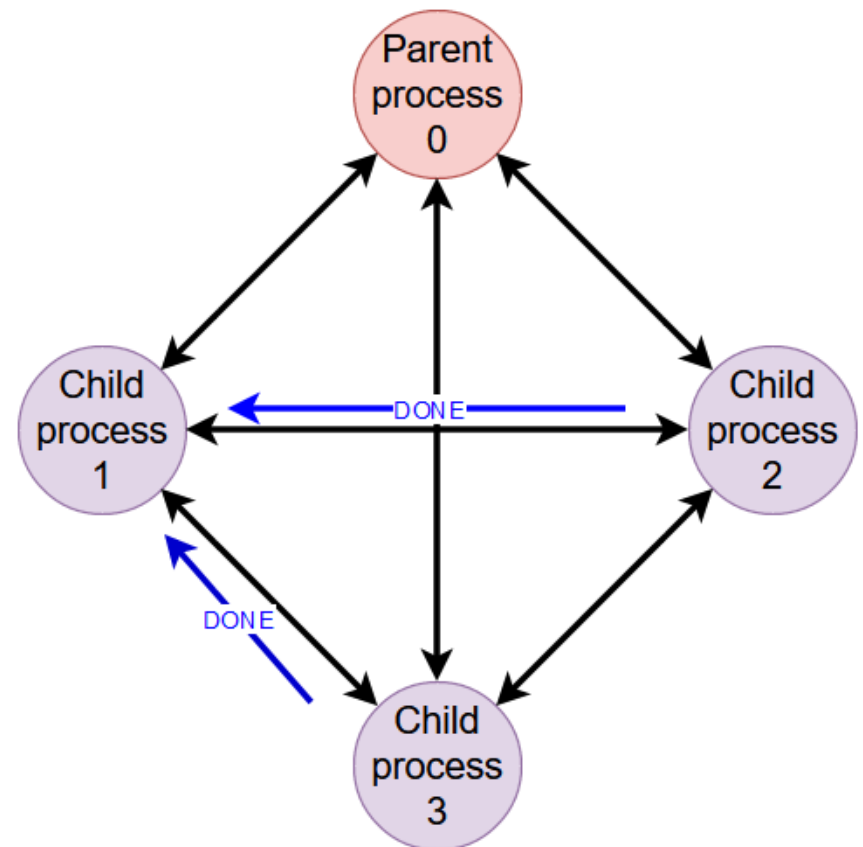 Parent
process
0
Child
process
1
DONE
Child
process
2
DONE
Child
process
3